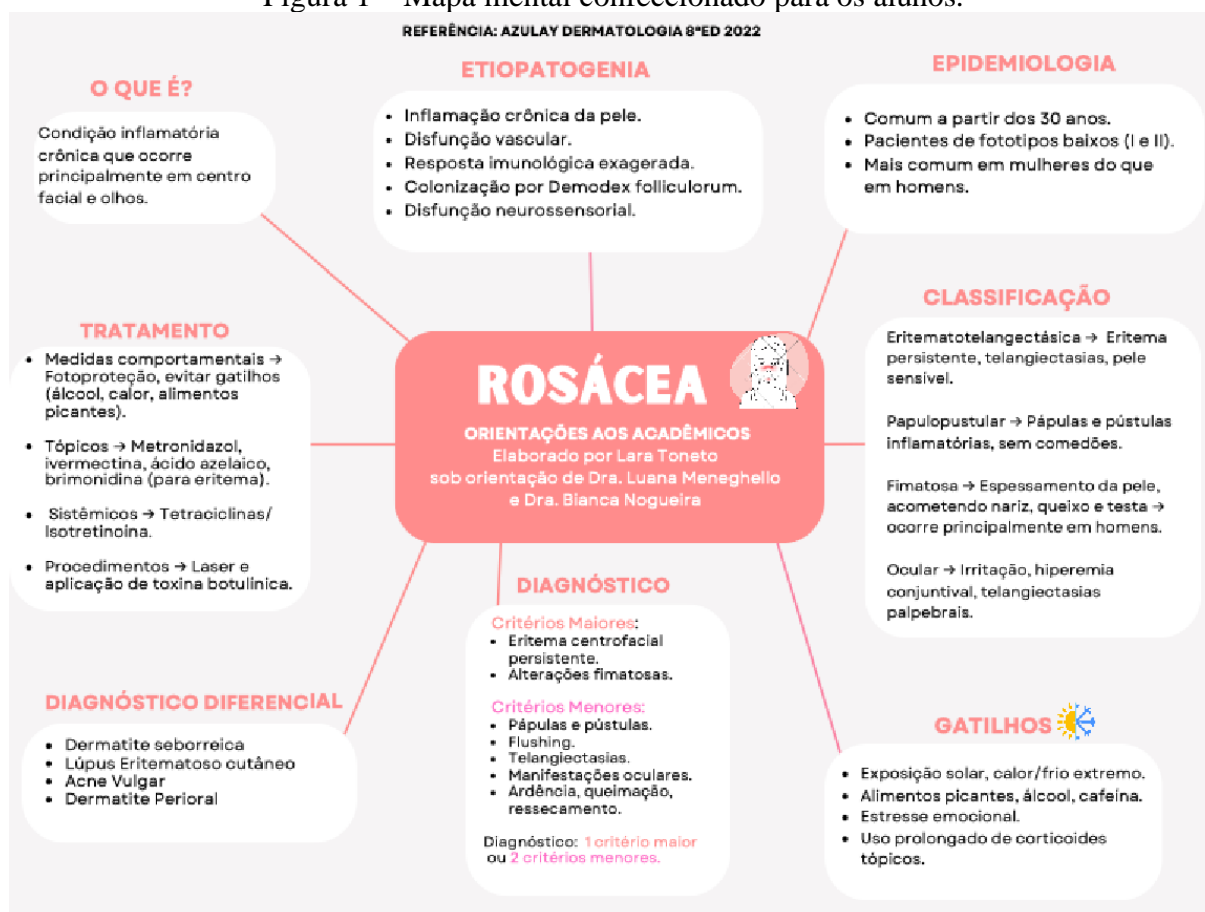 Figura 1 – Mapa mental confeccionado para os alunos.
REFERÊNCIA: AZULAY DERMATOLOGIA 8ªED 2022
O QUE É?
Condição inflamatória
crônica que ocorre
principalmente em centro
facial e olhos.
ETIOPATOGENIA
• Inflamação crônica da pele.
• Disfunção vascular.
• Resposta imunológica exagerada.
• Colonização por Demodex folliculorum.
• Disfunção neurossensorial.
EPIDEMIOLOGIA
• Comum a partir dos 30 anos.
• Pacientes de fototipos baixos (I e II).
• Mais comum em mulheres do que
em homens.
TRATAMENTO
• Medidas comportamentais →
Fotoproteção, evitar gatilhos
(álcool, calor, alimentos
picantes).
• Tópicos → Metronidazol,
ivermectina, ácido azelaico,
brimonidina (para eritema).
• Sistêmicos → Tetraciclinas/
Isotretinoína.
• Procedimentos → Laser e
aplicação de toxina botulínica.
ROSÁCEA
ORIENTAÇÕES AOS ACADÊMICOS
Elaborado por Lara Toneto
sob orientação de Dra. Luana Meneghello
e Dra. Bianca Nogueira
CLASSIFICAÇÃO
Eritematotelangectásica → Eritema
persistente, telangiectasias, pele
sensível.
Papulopustular → Pápulas e pústulas
inflamatórias, sem comedões.
Fimatosa → Espessamento da pele,
acometendo nariz, queixo e testa →
ocorre principalmente em homens.
Ocular → Irritação, hiperemia
conjuntival, telangiectasias
palpebrais.
DIAGNÓSTICO DIFERENCIAL
• Dermatite seborreica
• Lúpus Eritematoso cutâneo
• Acne Vulgar
• Dermatite Perioral
DIAGNÓSTICO
Critérios Maiores:
• Eritema centrofacial
persistente.
• Alterações fimatosas.
Critérios Menores:
• Pápulas e pústulas.
• Flushing.
• Telangiectasias.
• Manifestações oculares.
• Ardência, queimação,
ressecamento.
Diagnóstico: 1 critério maior
ou 2 critérios menores.
GATILHOS
• Exposição solar, calor/frio extremo.
• Alimentos picantes, álcool, cafeína.
• Estresse emocional.
• Uso prolongado de corticoides
tópicos.